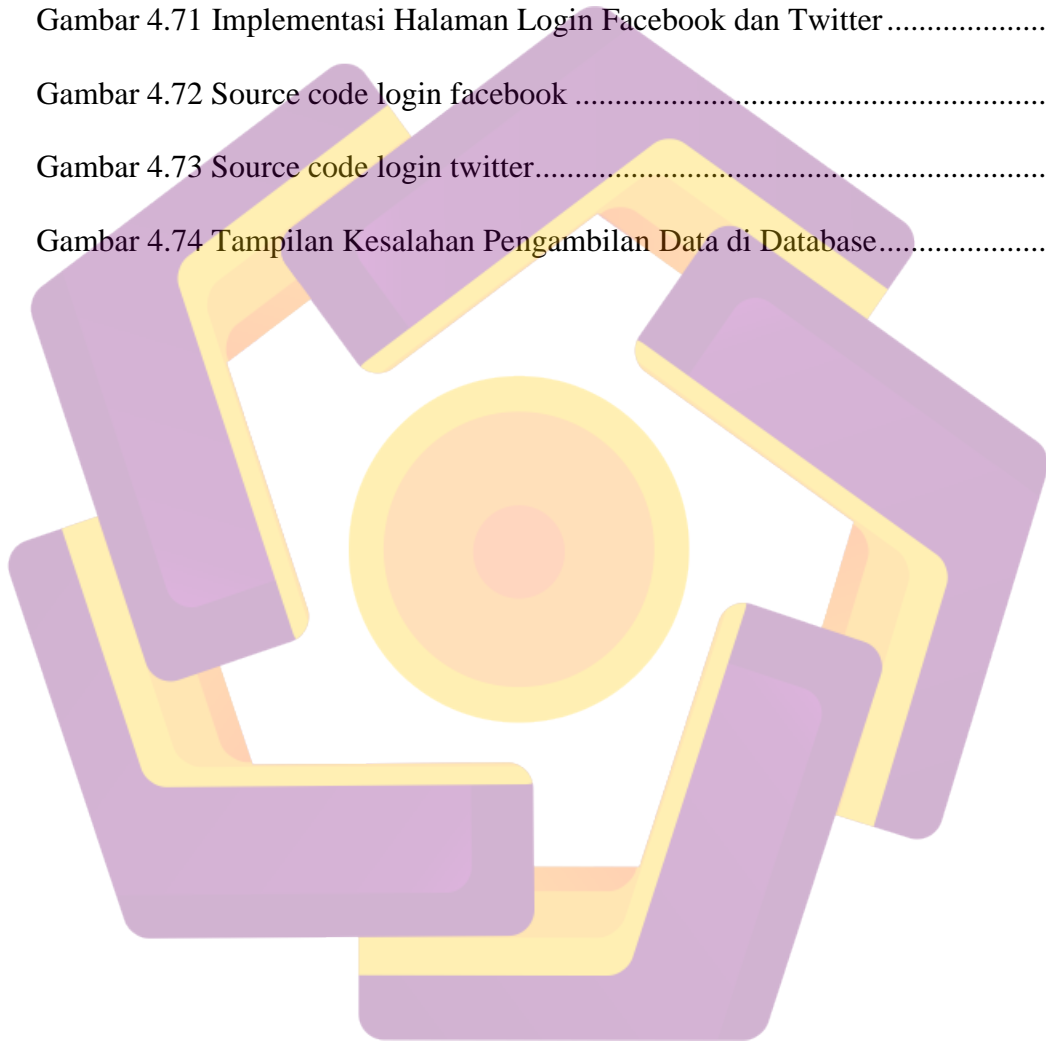 Gambar 4.71 Implementasi Halaman Login Facebook dan Twitter....................
Gambar 4.72 Source code login facebook ...........................................................
Gambar 4.73 Source code login twitter................................................................
Gambar 4.74 Tampilan Kesalahan Pengambilan Data di Database.....................